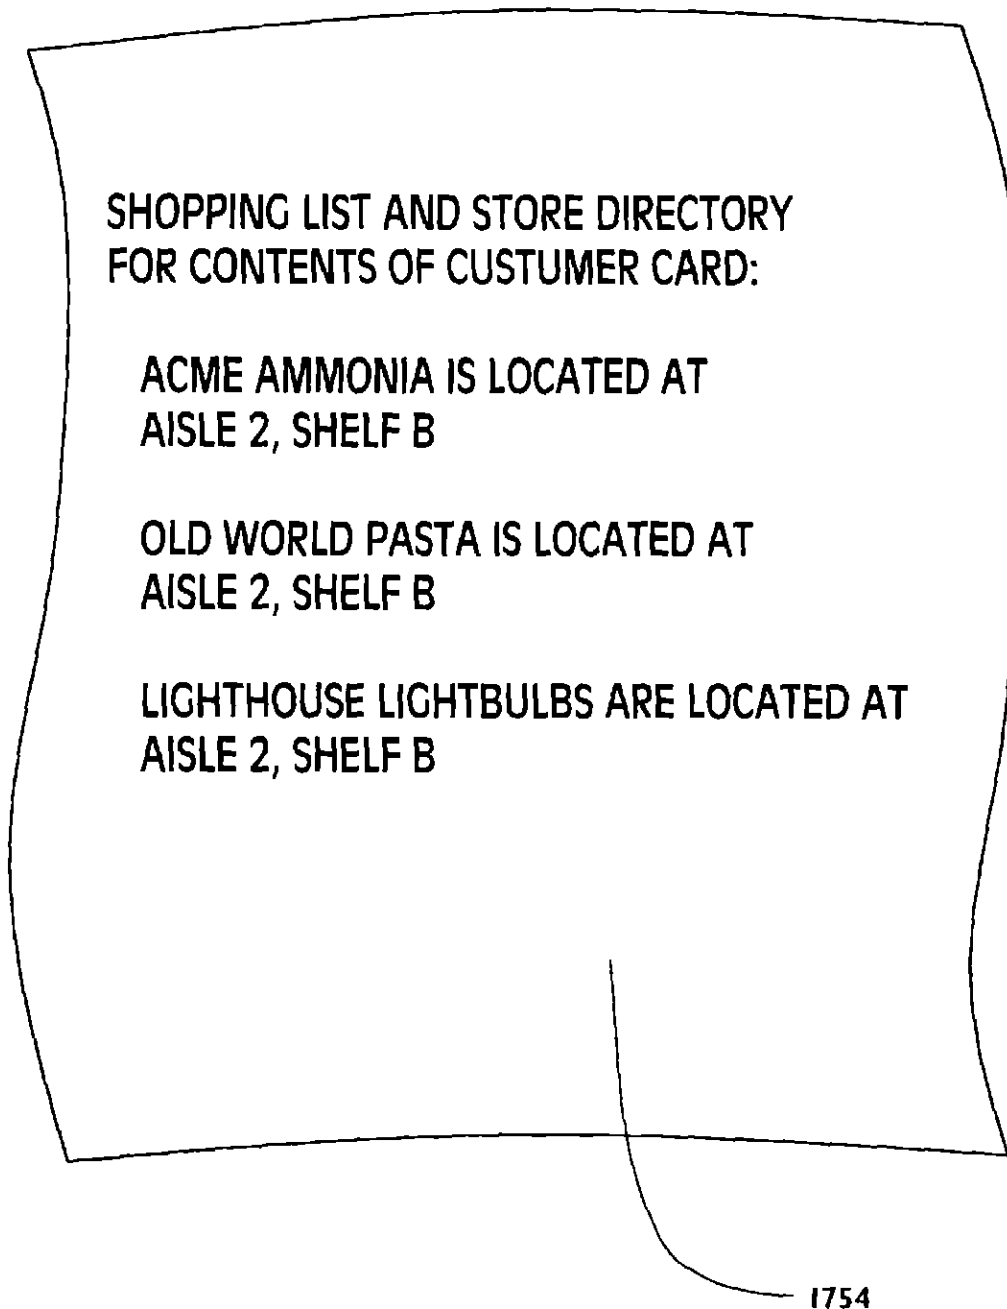 SHOPPING LIST AND STORE DIRECTORY
FOR CONTENTS OF CUSTUMER CARD:
ACME AMMONIA IS LOCATED AT
AISLE 2, SHELF B
OLD WORLD PASTA IS LOCATED AT
AISLE 2, SHELF B
LIGHTHOUSE LIGHTBULBS ARE LOCATED AT
AISLE 2, SHELF B
1754